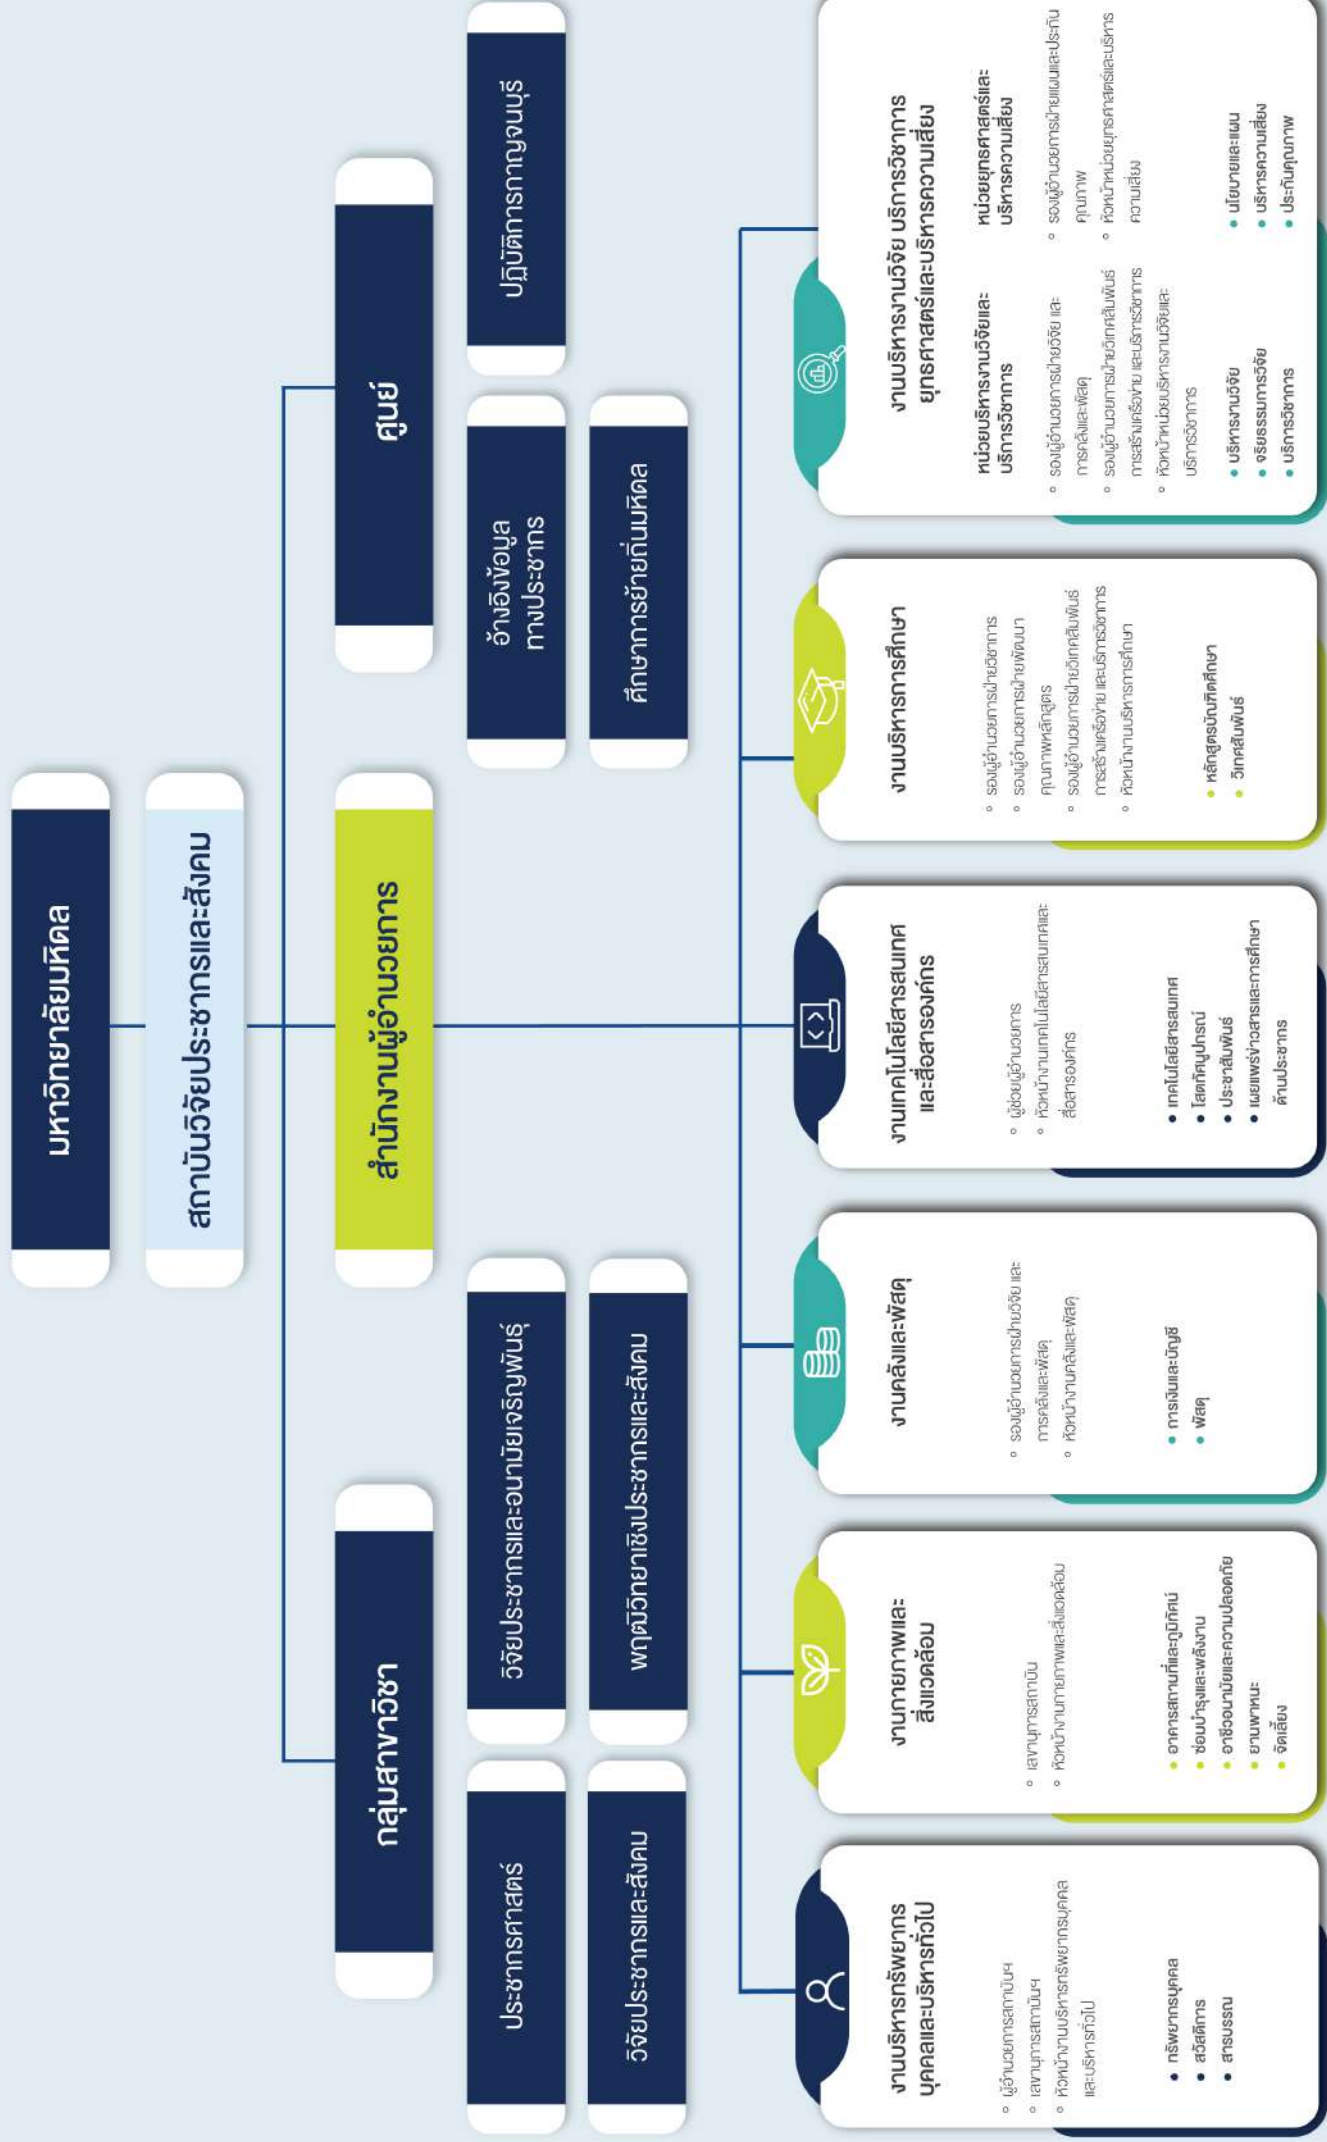 มหาวิทยาลัยมหิดล
สถาบันวิจัยประชากรและสังคม
กลุ่มสาขาวิชา
สำนักงานผู้อำนวยการ
ศูนย์
ประชากรศาสตร์
วิจัยประชากรและอนามัยเจริญพันธุ์
วิจัยประชากรและสังคม
พฤฒิวิทยาเชิงประชากรและสังคม
อ้างอิงข้อมูล
ทางประชากร
ปฏิบัติการกาญจนบุรี
ศึกษาการย้ายถิ่นมหิดล
งานบริหารทรัพยากร
บุคคลและบริหารทั่วไป
ผู้อำนวยการสถาบันฯ
เลขานุการสถาบันฯ
หัวหน้างานบริหารทรัพยากรบุคคล
และบริหารทั่วไป
ทรัพยากรบุคคล
สวัสดิการ
สารบรรณ
งานกายภาพและ
สิ่งแวดล้อม
เลขานุการสถาบัน
หัวหน้างานกายภาพและสิ่งแวดล้อม
อาคารสถานที่และภูมิทัศน์
ซ่อมบำรุงและพลังงาน
อาชีวอนามัยและความปลอดภัย
ยานพาหนะ
จัดเลี้ยง
งานคลังและพัสดุ
รองผู้อำนวยการฝ่ายวิจัย และ
การคลังและพัสดุ
หัวหน้างานคลังและพัสดุ
การเงินและบัญชี
พัสดุ
งานเทคโนโลยีสารสนเทศ
และสื่อสารองค์กร
ผู้ช่วยผู้อำนวยการ
หัวหน้างานเทคโนโลยีสารสนเทศและ
สื่อสารองค์กร
เทคโนโลยีสารสนเทศ
โสตทัศนูปกรณ์
ประชาสัมพันธ์
เผยแพร่ข่าวสารและการศึกษา
ด้านประชากร
งานบริหารการศึกษา
รองผู้อำนวยการฝ่ายวิชาการ
รองผู้อำนวยการฝ่ายพัฒนา
คุณภาพหลักสูตร
รองผู้อำนวยการฝ่ายวิเทศสัมพันธ์
การสร้างเครือข่าย และบริการวิชาการ
หัวหน้างานบริหารการศึกษา
หลักสูตรบัณฑิตศึกษา
วิเทศสัมพันธ์
งานบริหารงานวิจัย บริการวิชาการ
ยุทธศาสตร์และบริหารความเสี่ยง
หน่วยบริหารงานวิจัยและ
บริการวิชาการ
รองผู้อำนวยการฝ่ายวิจัย และ
การคลังและพัสดุ
รองผู้อำนวยการฝ่ายวิเทศสัมพันธ์
การสร้างเครือข่าย และบริการวิชาการ
หัวหน้าหน่วยบริหารงานวิจัยและ
บริการวิชาการ
บริหารงานวิจัย
จริยธรรมการวิจัย
บริการวิชาการ
หน่วยยุทธศาสตร์และ
บริหารความเสี่ยง
รองผู้อำนวยการฝ่ายแผนและประกัน
คุณภาพ
หัวหน้าหน่วยยุทธศาสตร์และบริหาร
ความเสี่ยง
นโยบายและแผน
บริหารความเสี่ยง
ประกันคุณภาพ